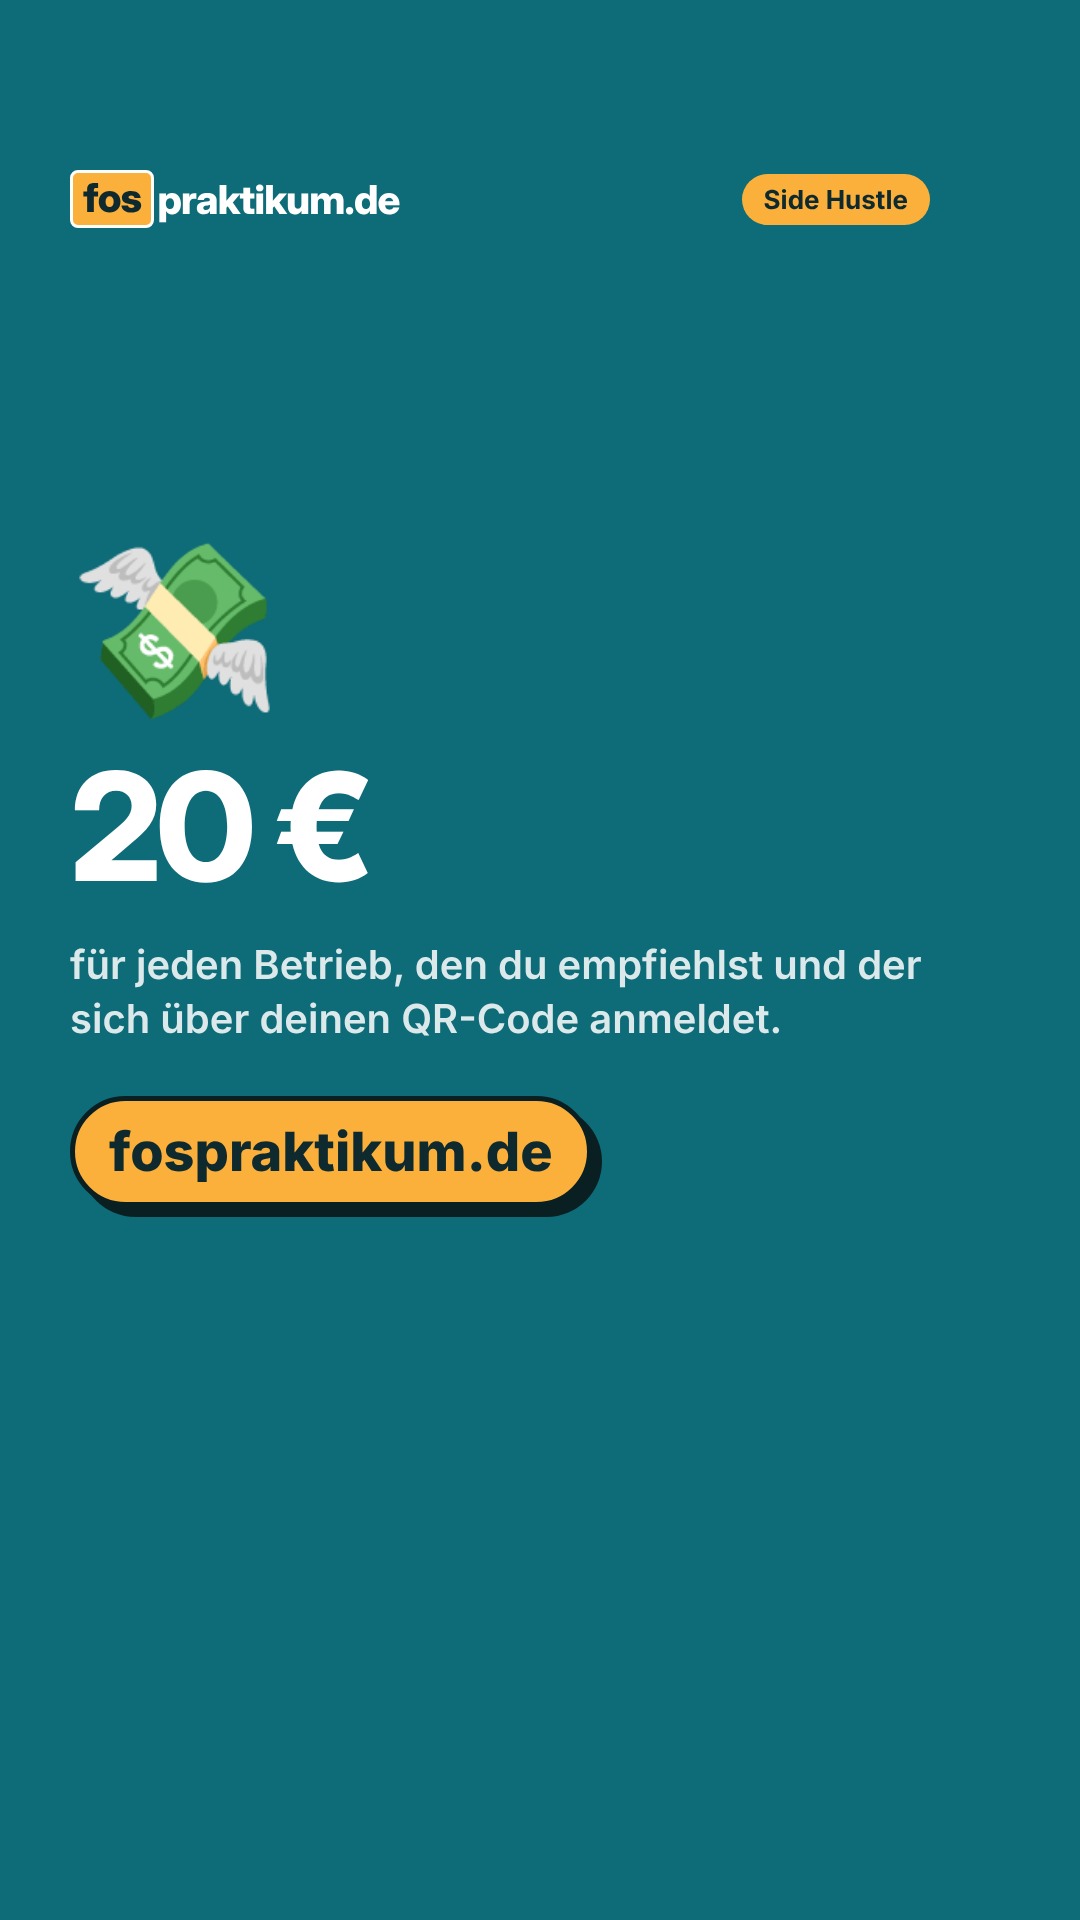 fospraktikum.de
Side Hustle
$
20 €
für jeden Betrieb, den du empfiehlst und der
sich über deinen QR-Code anmeldet.
fospraktikum.de